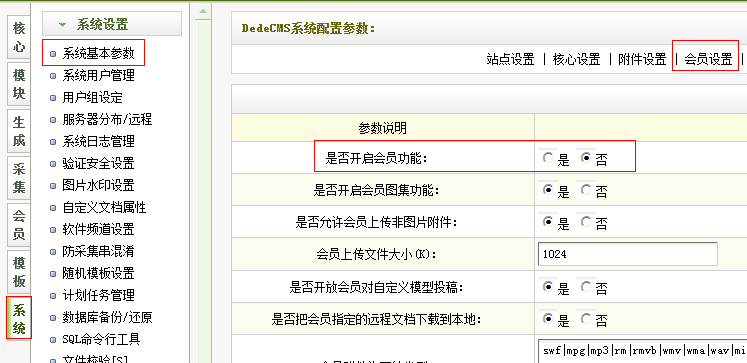 核心
模块
生成
采集
会员
模板
系统
系统设置
系统基本参数
系统用户管理
用户组设定
服务器分布/远程
系统日志管理
验证安全设置
图片水印设置
自定义文档属性
软件频道设置
防采集串混淆
随机模板设置
计划任务管理
数据库备份/还原
SQL命令行工具
文件校验[S]
DedeCMS系统配置参数:
站点设置 | 核心设置 | 附件设置 | 会员设置 |
参数说明
是否开启会员功能: 是 否
是否开启会员图集功能: 是 否
是否允许会员上传非图片附件: 是 否
会员上传文件大小(K): 1024
是否开放会员对自定义模型投稿: 是 否
是否把会员指定的远程文档下载到本地: 是 否
swf|mpg|mp3|rm|rmvb|wmv|wma|wav|mi